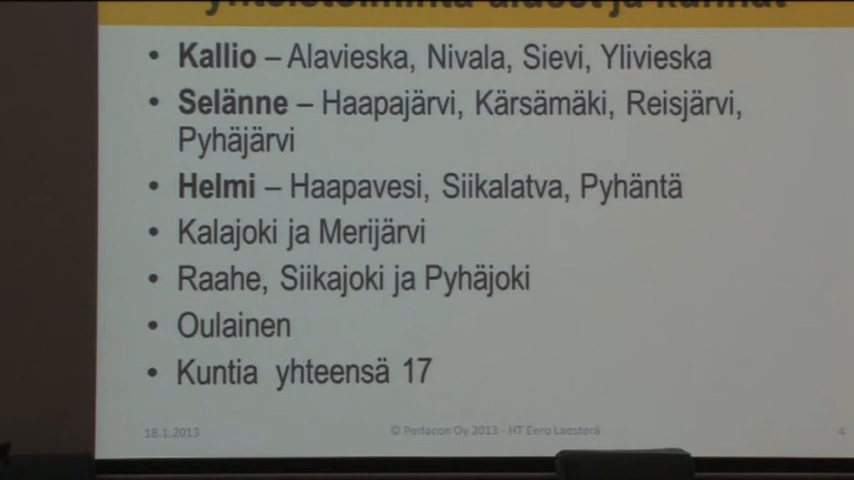 yhteistoiminta-alueet ja kunnat
• Kallio – Alavieska, Nivala, Sievi, Ylivieska
• Selänne – Haapajärvi, Kärsämäki, Reisjärvi,
Pyhäjärvi
• Helmi – Haapavesi, Siikalatva, Pyhäntä
• Kalajoki ja Merijärvi
• Raahe, Siikajoki ja Pyhäjoki
• Oulainen
• Kuntia yhteensä 17
18.1.2013 © Perlacon Oy 2013 - HT Eero Laesterä 4